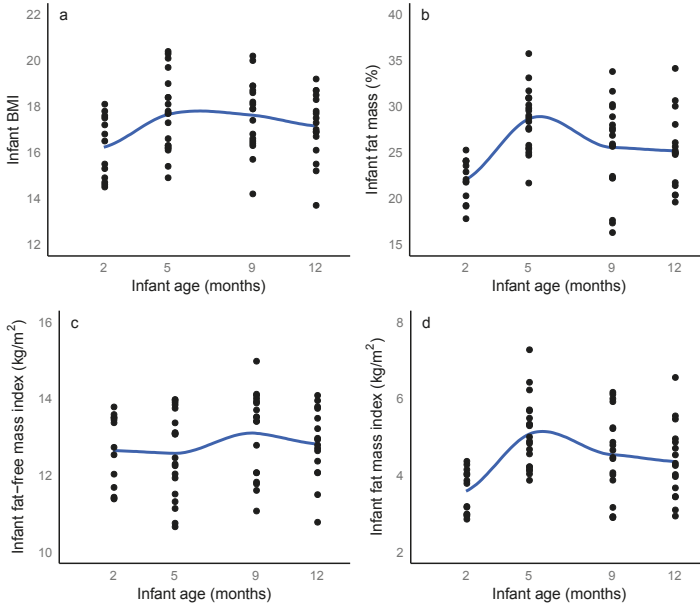 a
Infant BMI
22
20
18
16
14
12
2 5 9 12
Infant age (months)
b
Infant fat mass (%)
40
35
30
25
20
15
2 5 9 12
Infant age (months)
c
Infant fat−free mass index (kg/m²)
16
14
12
10
2 5 9 12
Infant age (months)
d
Infant fat mass index (kg/m²)
8
6
4
2
2 5 9 12
Infant age (months)